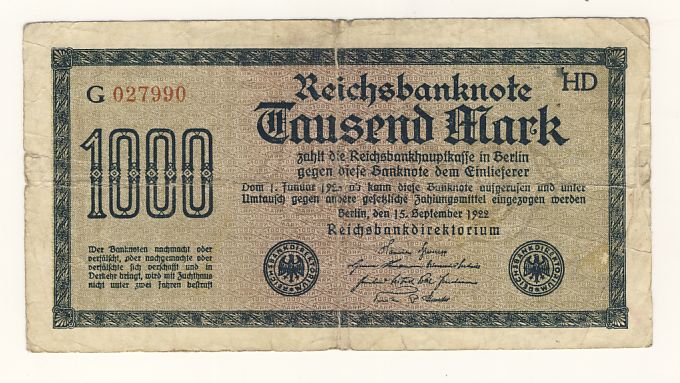 Reichsbanknote
HD
G 027990
Tausend Mark
1000
zahlt die Reichsbankhauptkasse in Berlin
gegen diese Banknote dem Einlieferer
Vom 1. Januar 1923 ab kann diese Banknote aufgerufen und unter
Umtausch gegen andere gesetzliche Zahlungsmittel eingezogen werden
Berlin, den 15. September 1922
Reichsbankdirektorium
Wer Banknoten nachmacht oder
verfälscht, oder nachgemachte oder
verfälschte sich verschafft und in
Verkehr bringt, wird mit Zuchthaus
nicht unter zwei Jahren bestraft
REICHSBANKDIREKTORIUM
REICHSBANKDIREKTORIUM